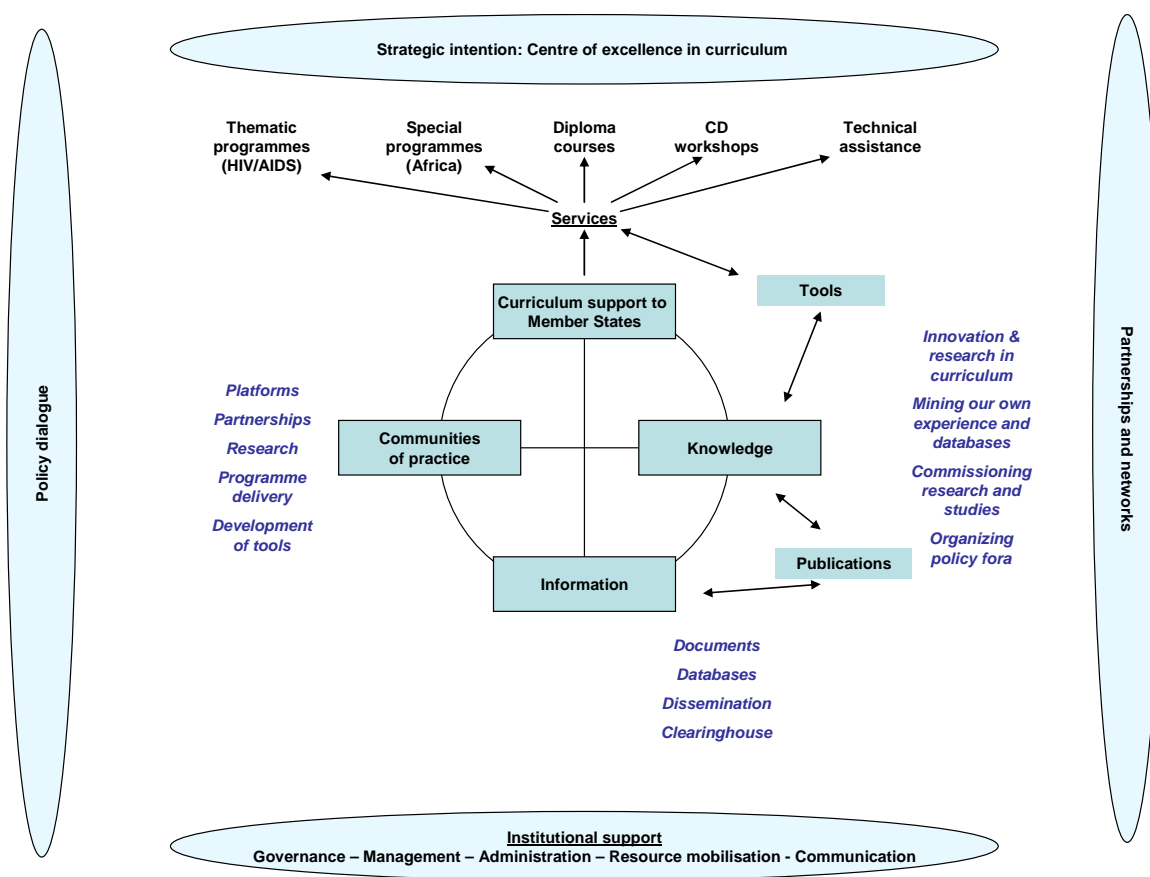 Strategic intention: Centre of excellence in curriculum
Thematic
programmes
(HIV/AIDS)
Special
programmes
(Africa)
Diploma
courses
CD
workshops
Technical
assistance
Services
Curriculum support to
Member States
Tools
Policy dialogue
Platforms
Partnerships
Research
Programme
delivery
Development
of tools
Communities
of practice
Knowledge
Innovation &
research in
curriculum
Mining our own
experience and
databases
Commissioning
research and
studies
Organizing
policy fora
Partnerships and networks
Information
Publications
Documents
Databases
Dissemination
Clearinghouse
Institutional support
Governance – Management – Administration – Resource mobilisation - Communication